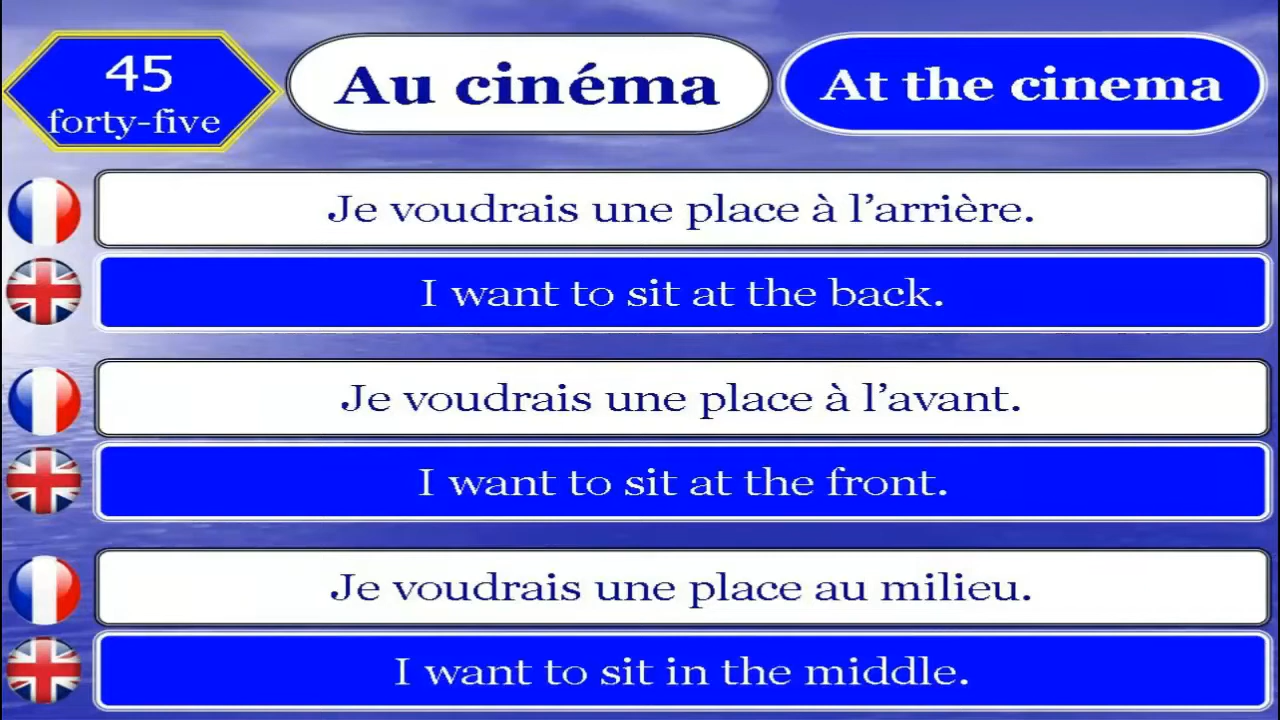 45
forty-five
Au cinéma
At the cinema
Je voudrais une place à l’arrière.
I want to sit at the back.
Je voudrais une place à l’avant.
I want to sit at the front.
Je voudrais une place au milieu.
I want to sit in the middle.